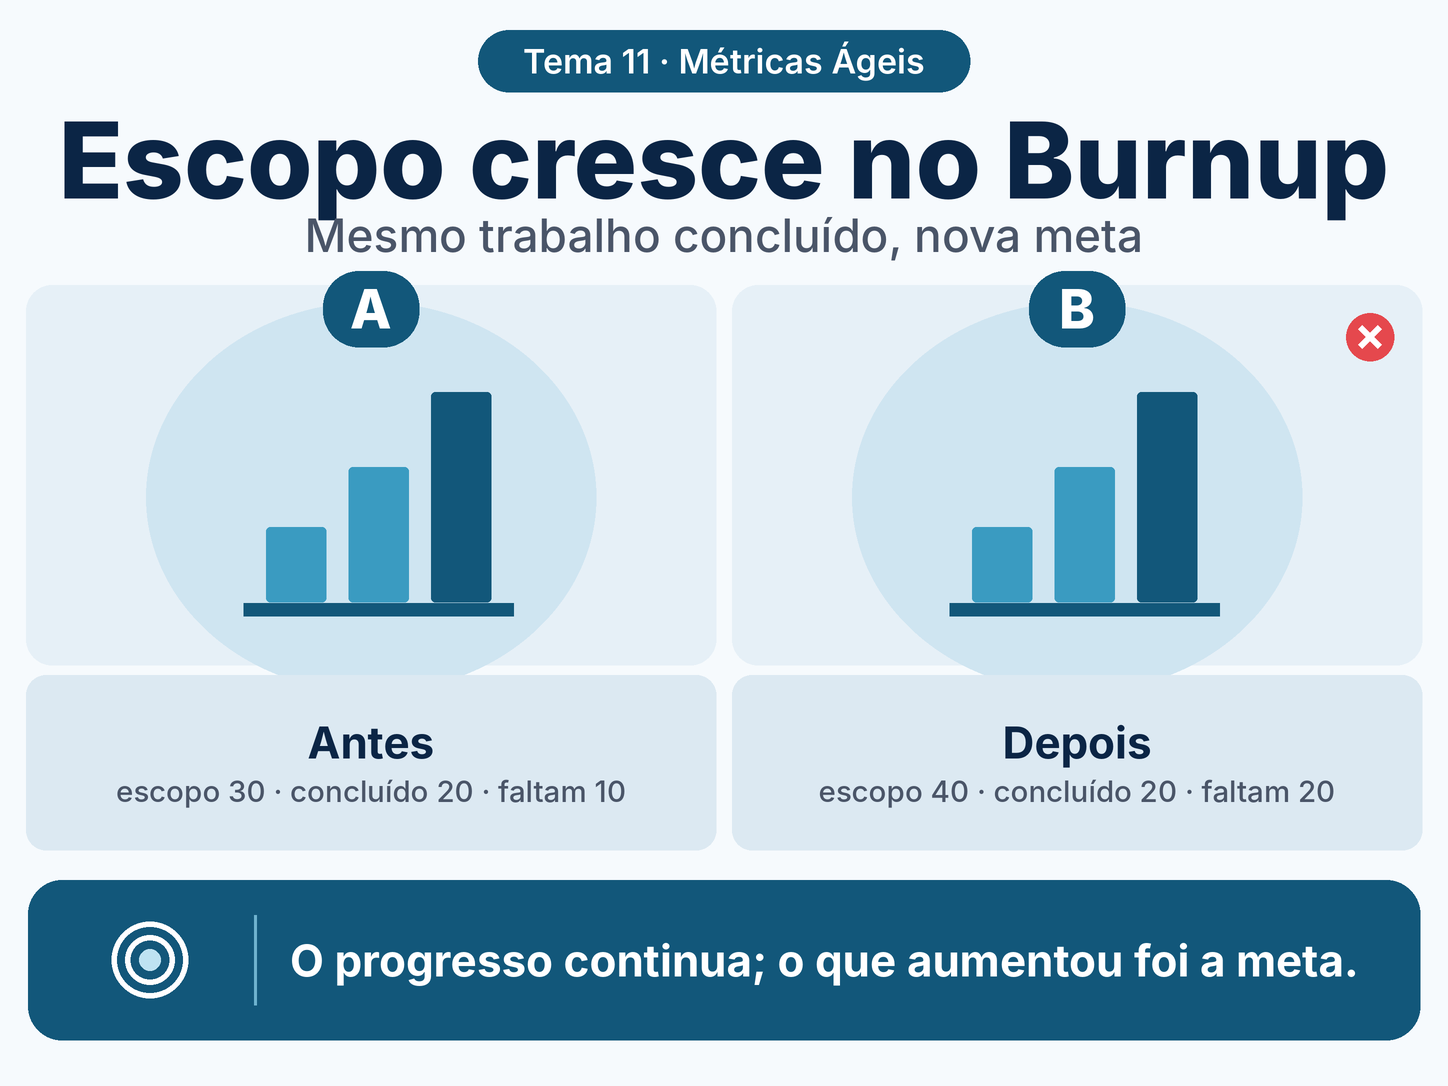 Tema 11 · Métricas Ágeis
Escopo cresce no Burnup
Mesmo trabalho concluído, nova meta
A
B
Antes
escopo 30 · concluído 20 · faltam 10
Depois
escopo 40 · concluído 20 · faltam 20
O progresso continua; o que aumentou foi a meta.